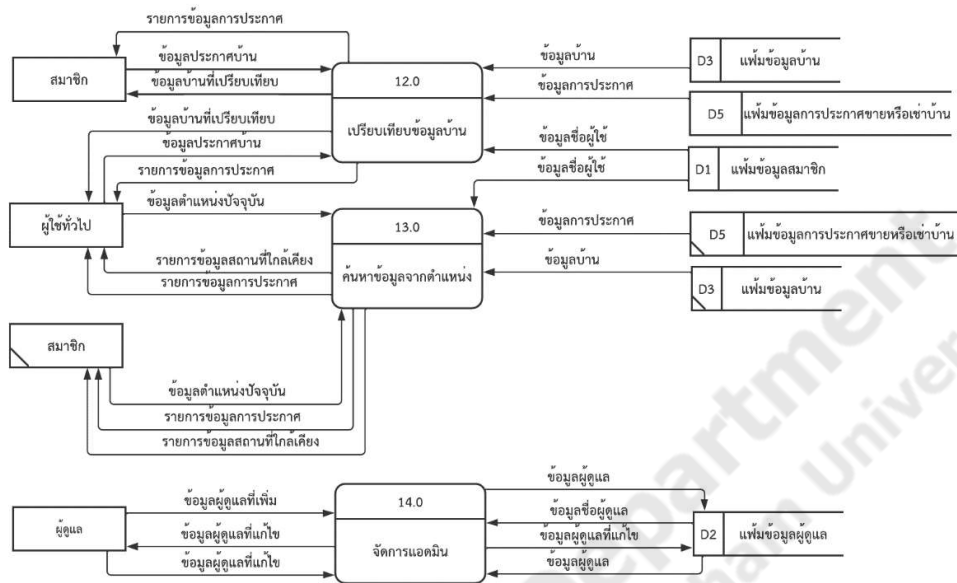 รายการข้อมูลการประกาศ
ข้อมูลประกาศบ้าน
สมาชิก
ข้อมูลบ้านที่เปรียบเทียบ
12.0
เปรียบเทียบข้อมูลบ้าน
ข้อมูลบ้าน
D3 แฟ้มข้อมูลบ้าน
ข้อมูลการประกาศ
D5 แฟ้มข้อมูลการประกาศขายหรือเช่าบ้าน
ข้อมูลบ้านที่เปรียบเทียบ
ข้อมูลประกาศบ้าน
รายการข้อมูลการประกาศ
ข้อมูลชื่อผู้ใช้
ข้อมูลชื่อผู้ใช้
D1 แฟ้มข้อมูลสมาชิก
ผู้ใช้ทั่วไป
ข้อมูลตำแหน่งปัจจุบัน
13.0
ค้นหาข้อมูลจากตำแหน่ง
ข้อมูลการประกาศ
D5 แฟ้มข้อมูลการประกาศขายหรือเช่าบ้าน
รายการข้อมูลสถานที่ใกล้เคียง
รายการข้อมูลการประกาศ
ข้อมูลบ้าน
D3 แฟ้มข้อมูลบ้าน
สมาชิก
ข้อมูลตำแหน่งปัจจุบัน
รายการข้อมูลการประกาศ
รายการข้อมูลสถานที่ใกล้เคียง
ผู้ดูแล
ข้อมูลผู้ดูแลที่เพิ่ม
ข้อมูลผู้ดูแลที่แก้ไข
ข้อมูลผู้ดูแลที่แก้ไข
14.0
จัดการแอดมิน
ข้อมูลผู้ดูแล
ข้อมูลชื่อผู้ดูแล
ข้อมูลผู้ดูแลที่แก้ไข
ข้อมูลผู้ดูแล
D2 แฟ้มข้อมูลผู้ดูแล